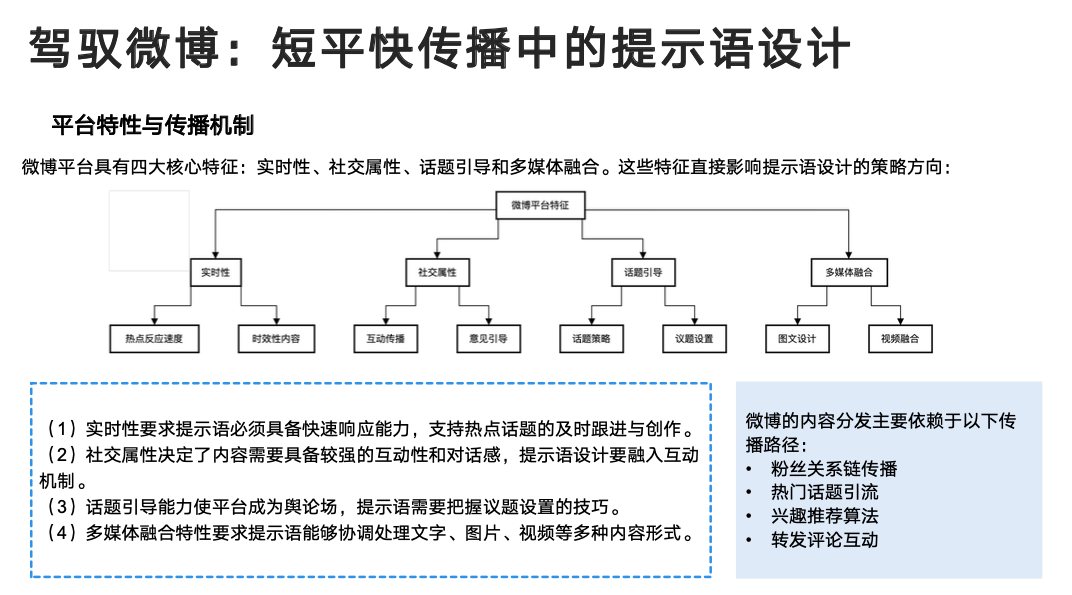 驾驭微博：短平快传播中的提示语设计
平台特性与传播机制
微博平台具有四大核心特征：实时性、社交属性、话题引导和多媒体融合。这些特征直接影响提示语设计的策略方向：
微博平台特征
实时性
社交属性
话题引导
多媒体融合
热点反应速度
时效性内容
互动传播
意见引导
话题策略
议题设置
图文设计
视频融合
（1）实时性要求提示语必须具备快速响应能力，支持热点话题的及时跟进与创作。
（2）社交属性决定了内容需要具备较强的互动性和对话感，提示语设计要融入互动
机制。
（3）话题引导能力使平台成为舆论场，提示语需要把握议题设置的技巧。
（4）多媒体融合特性要求提示语能够协调处理文字、图片、视频等多种内容形式。
微博的内容分发主要依赖于以下传
播路径：
• 粉丝关系链传播
• 热门话题引流
• 兴趣推荐算法
• 转发评论互动